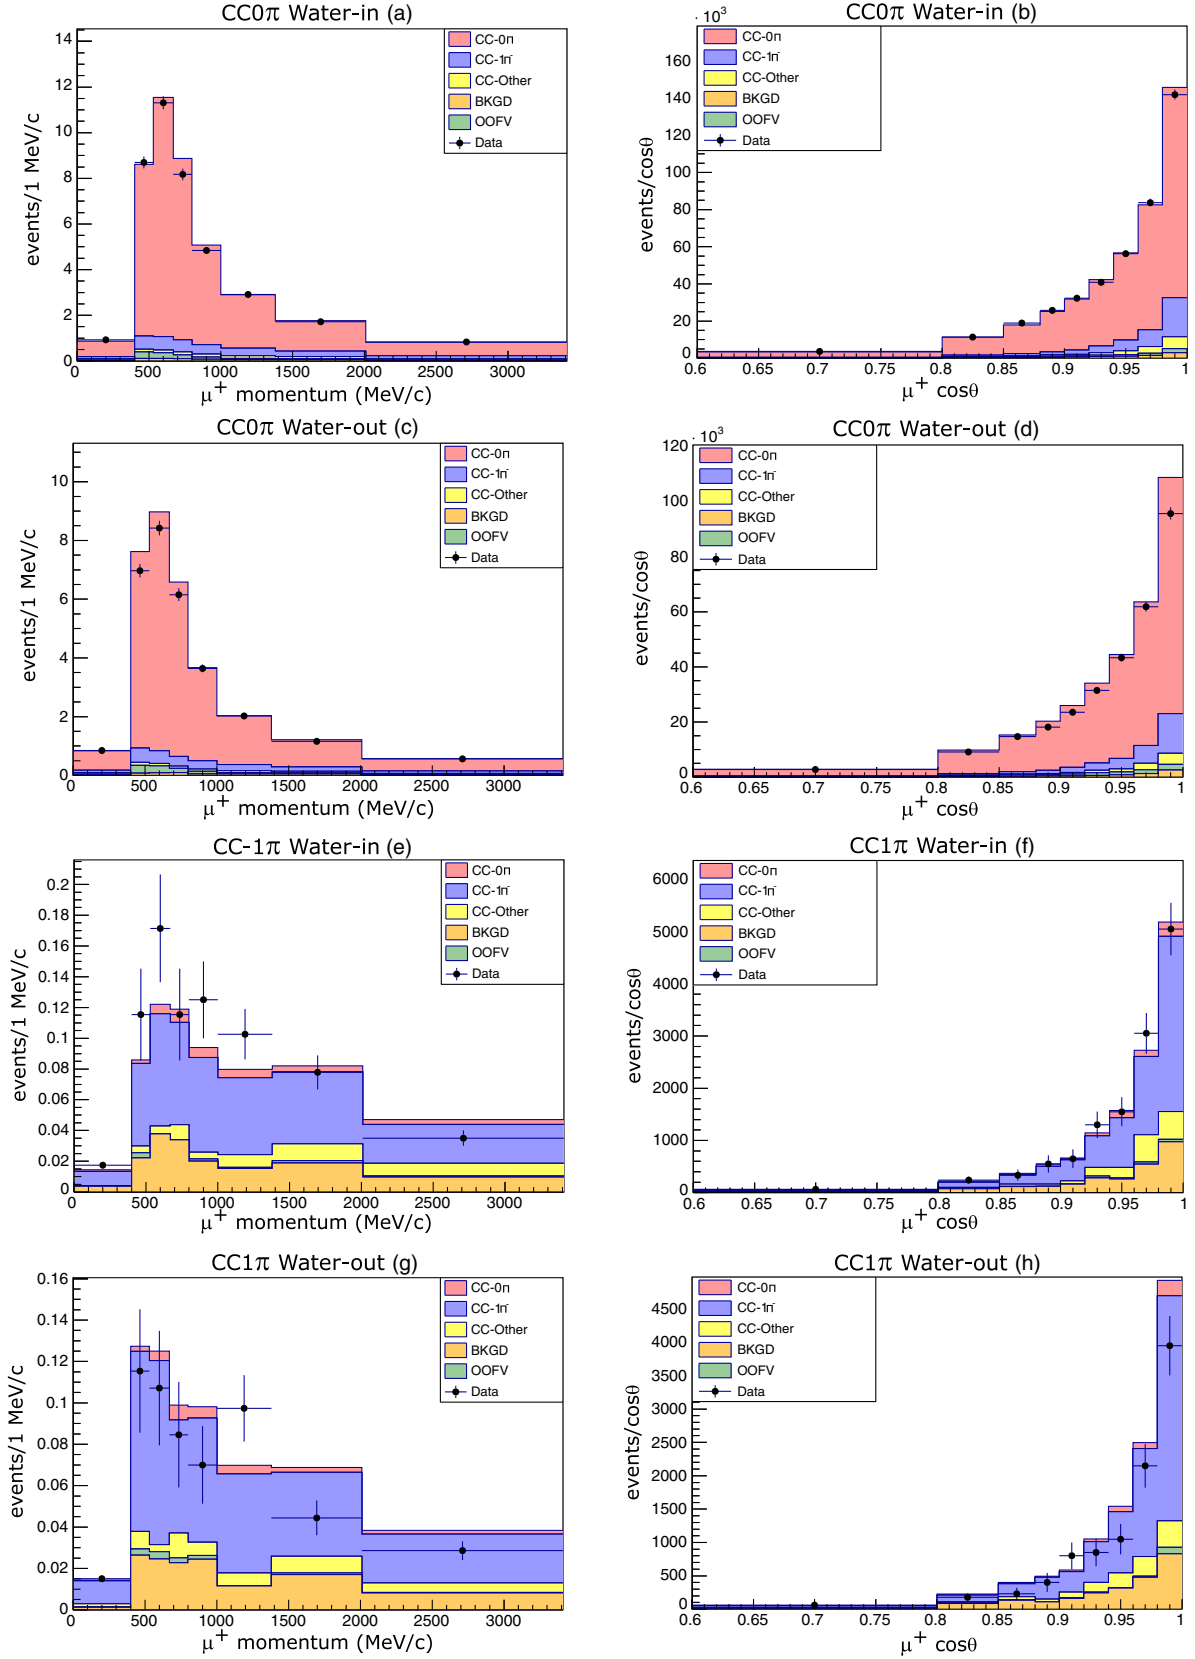 CC0π Water-in (a)
events/1 MeV/c
14
12
10
8
6
4
2
0
CC-0π
CC-1π⁻
CC-Other
BKGD
OOFV
Data
0 500 1000 1500 2000 2500 3000
μ⁺ momentum (MeV/c)
CC0π Water-in (b)
× 10³
events/cosθ
160
140
120
100
80
60
40
20
0
CC-0π
CC-1π⁻
CC-Other
BKGD
OOFV
Data
0.6 0.65 0.7 0.75 0.8 0.85 0.9 0.95 1
μ⁺ cosθ
CC0π Water-out (c)
events/1 MeV/c
10
8
6
4
2
0
CC-0π
CC-1π⁻
CC-Other
BKGD
OOFV
Data
0 500 1000 1500 2000 2500 3000
μ⁺ momentum (MeV/c)
CC0π Water-out (d)
× 10³
events/cosθ
120
100
80
60
40
20
0
CC-0π
CC-1π⁻
CC-Other
BKGD
OOFV
Data
0.6 0.65 0.7 0.75 0.8 0.85 0.9 0.95 1
μ⁺ cosθ
CC-1π Water-in (e)
events/1 MeV/c
0.2
0.18
0.16
0.14
0.12
0.1
0.08
0.06
0.04
0.02
0
CC-0π
CC-1π⁻
CC-Other
BKGD
OOFV
Data
0 500 1000 1500 2000 2500 3000
μ⁺ momentum (MeV/c)
CC1π Water-in (f)
events/cosθ
6000
5000
4000
3000
2000
1000
0
CC-0π
CC-1π⁻
CC-Other
BKGD
OOFV
Data
0.6 0.65 0.7 0.75 0.8 0.85 0.9 0.95 1
μ⁺ cosθ
CC1π Water-out (g)
events/1 MeV/c
0.16
0.14
0.12
0.1
0.08
0.06
0.04
0.02
0
CC-0π
CC-1π⁻
CC-Other
BKGD
OOFV
Data
0 500 1000 1500 2000 2500 3000
μ⁺ momentum (MeV/c)
CC1π Water-out (h)
events/cosθ
4500
4000
3500
3000
2500
2000
1500
1000
500
0
CC-0π
CC-1π⁻
CC-Other
BKGD
OOFV
Data
0.6 0.65 0.7 0.75 0.8 0.85 0.9 0.95 1
μ⁺ cosθ